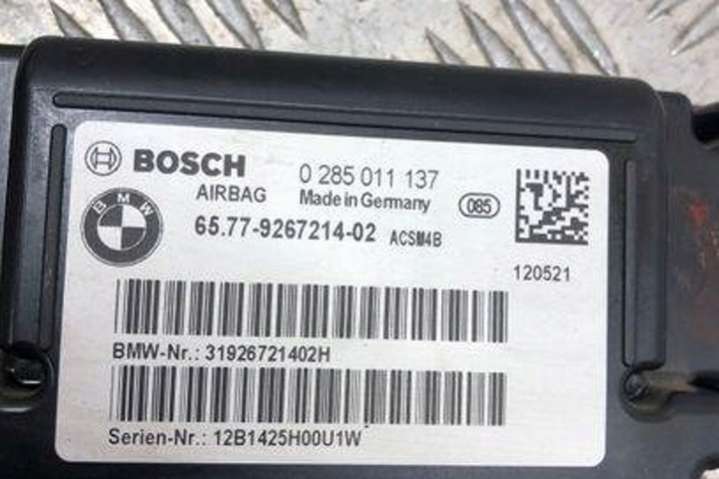 BOSCH 0 285 011 137
AIRBAG Made in Germany 085
BMW
65.77-9267214-02 ACSM4B
120521
BMW-Nr.: 31926721402H
Serien-Nr.: 12B1425H00U1W